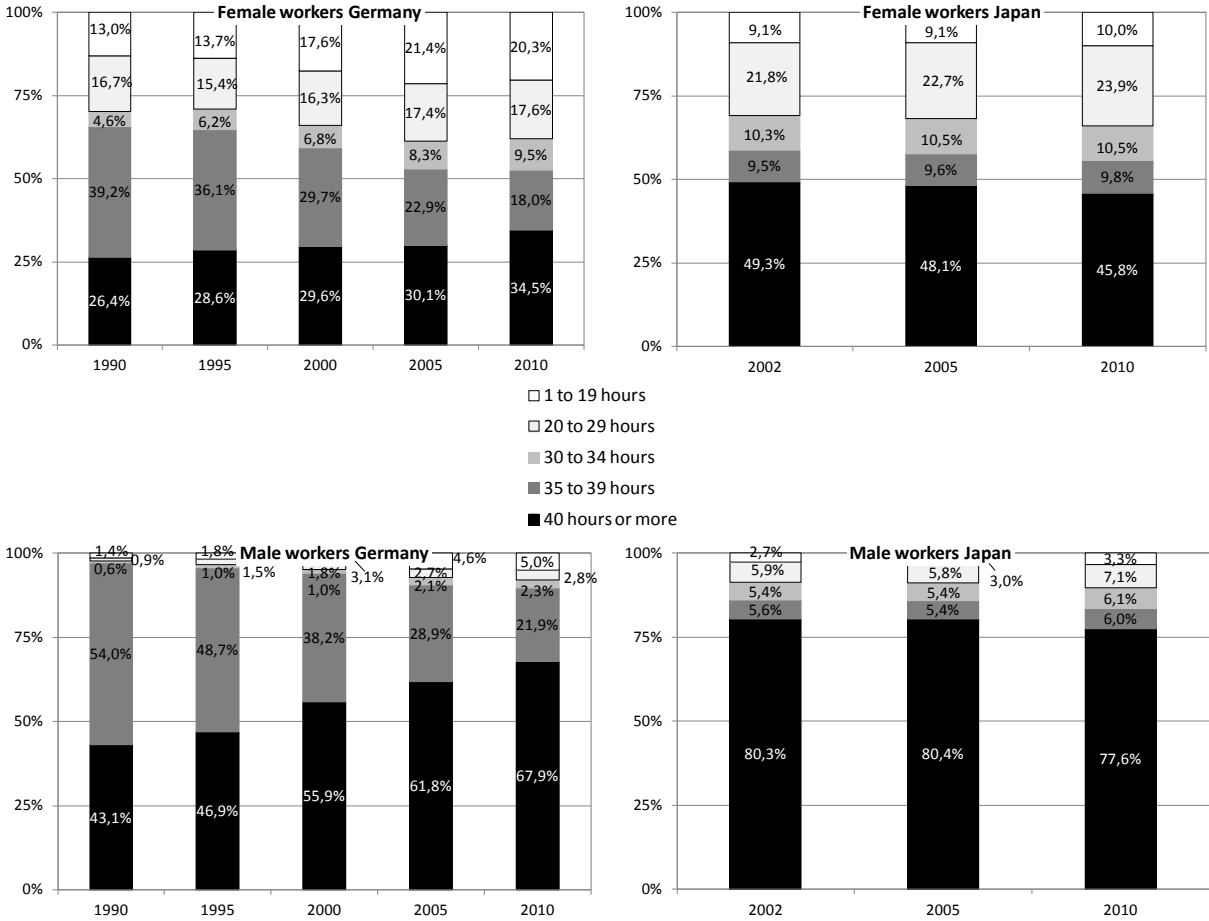 Female workers Germany
100%
75%
50%
25%
0%
13,0% 13,7% 17,6% 21,4% 20,3%
16,7% 15,4% 16,3% 17,4% 17,6%
4,6% 6,2% 6,8% 8,3% 9,5%
39,2% 36,1% 29,7% 22,9% 18,0%
26,4% 28,6% 29,6% 30,1% 34,5%
1990 1995 2000 2005 2010
Female workers Japan
100%
75%
50%
25%
0%
9,1% 9,1% 10,0%
21,8% 22,7% 23,9%
10,3% 10,5% 10,5%
9,5% 9,6% 9,8%
49,3% 48,1% 45,8%
2002 2005 2010
1 to 19 hours
20 to 29 hours
30 to 34 hours
35 to 39 hours
40 hours or more
Male workers Germany
100%
75%
50%
25%
0%
1,4% 1,8% 3,1% 4,6% 5,0%
0,9% 1,5% 1,8% 2,7% 2,8%
0,6% 1,0% 1,0% 2,1% 2,3%
54,0% 48,7% 38,2% 28,9% 21,9%
43,1% 46,9% 55,9% 61,8% 67,9%
1990 1995 2000 2005 2010
Male workers Japan
100%
75%
50%
25%
0%
2,7% 3,0% 3,3%
5,9% 5,8% 7,1%
5,4% 5,4% 6,1%
5,6% 5,4% 6,0%
80,3% 80,4% 77,6%
2002 2005 2010